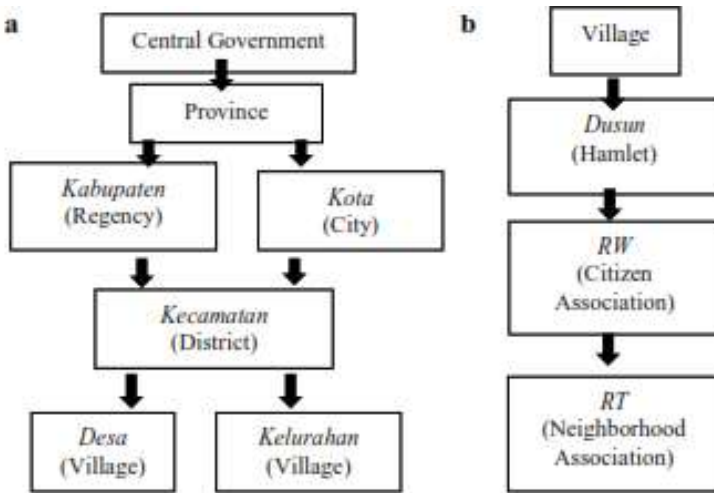 a
Central Government
Province
Kabupaten
(Regency)
Kota
(City)
Kecamatan
(District)
Desa
(Village)
Kelurahan
(Village)
b
Village
Dusun
(Hamlet)
RW
(Citizen
Association)
RT
(Neighborhood
Association)